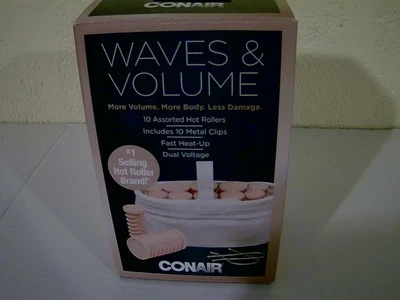 CONAIR
WAVES &
VOLUME
More Volume. More Body. Less Damage.
10 Assorted Hot Rollers
Includes 10 Metal Clips
Fast Heat-Up
Dual Voltage
#1
Selling
Hot Roller
Brand!*
CONAIR